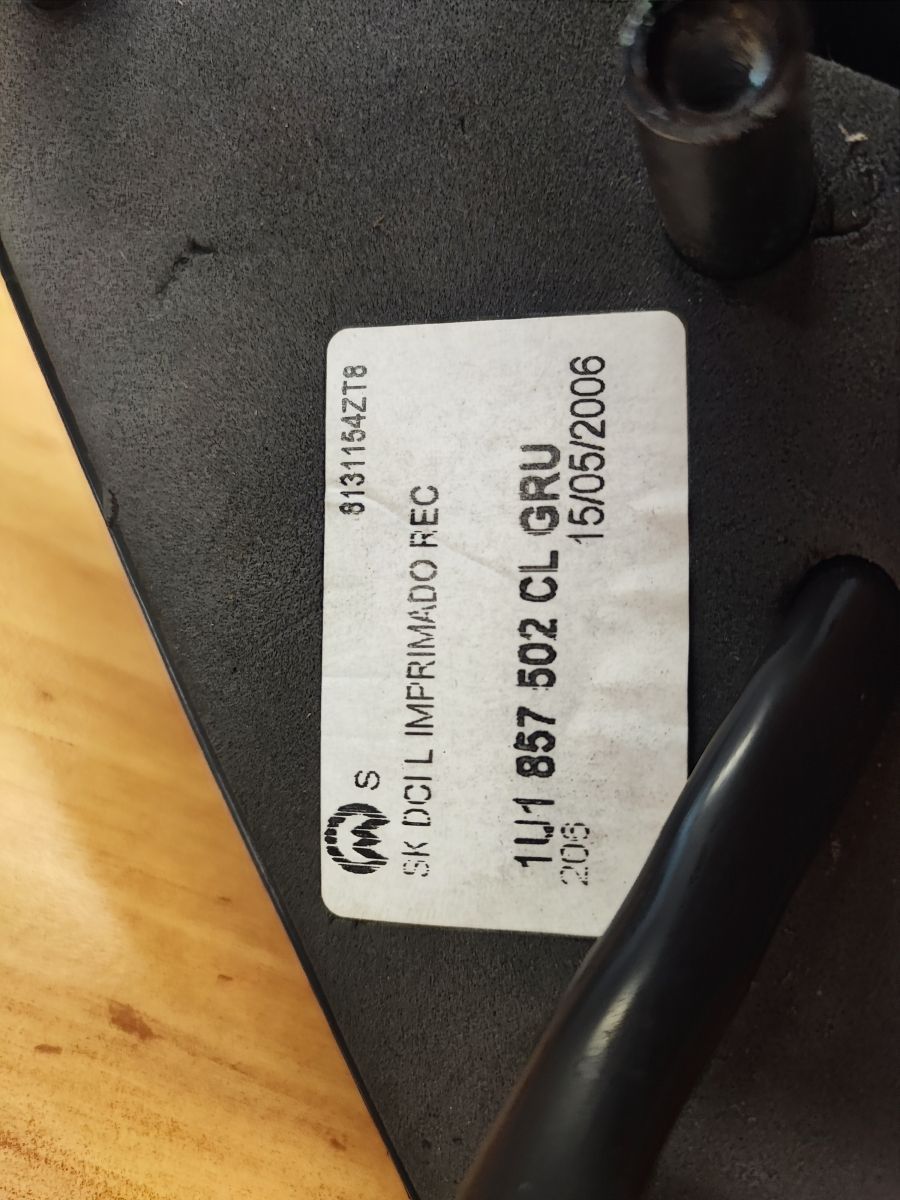 8131154ZT8
S
SK DCI L IMPRIMADO REC
1U1 857 502 CL GRU
206 15/05/2006